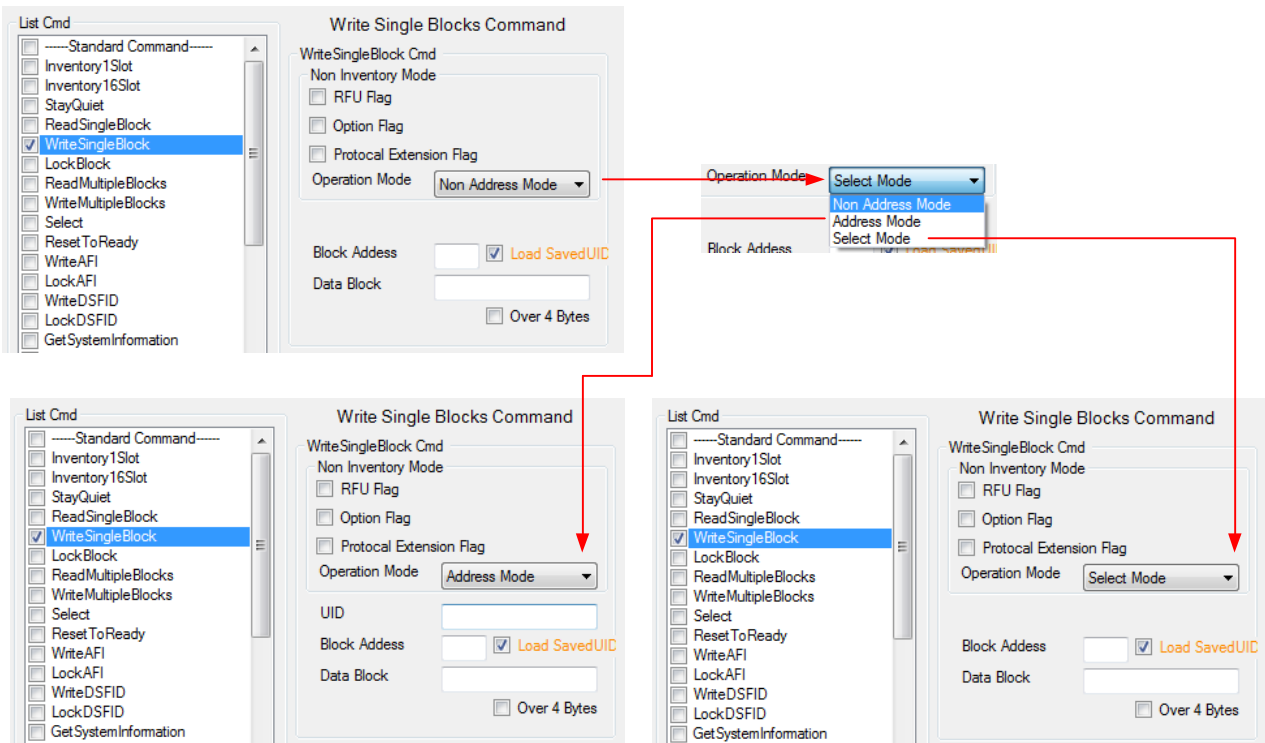 List Cmd
------Standard Command------
Inventory1Slot
Inventory16Slot
StayQuiet
ReadSingleBlock
WriteSingleBlock
LockBlock
ReadMultipleBlocks
WriteMultipleBlocks
Select
ResetToReady
WriteAFI
LockAFI
WriteDSFID
LockDSFID
GetSystemInformation
Write Single Blocks Command
WriteSingleBlock Cmd
Non Inventory Mode
RFU Flag
Option Flag
Protocal Extension Flag
Operation Mode Non Address Mode
Block Addess Load SavedUID
Data Block
Over 4 Bytes
Operation Mode Select Mode
Non Address Mode
Address Mode
Select Mode
Block Addess Load SavedUID
List Cmd
------Standard Command------
Inventory1Slot
Inventory16Slot
StayQuiet
ReadSingleBlock
WriteSingleBlock
LockBlock
ReadMultipleBlocks
WriteMultipleBlocks
Select
ResetToReady
WriteAFI
LockAFI
WriteDSFID
LockDSFID
GetSystemInformation
Write Single Blocks Command
WriteSingleBlock Cmd
Non Inventory Mode
RFU Flag
Option Flag
Protocal Extension Flag
Operation Mode Address Mode
UID
Block Addess Load SavedUID
Data Block
Over 4 Bytes
List Cmd
------Standard Command------
Inventory1Slot
Inventory16Slot
StayQuiet
ReadSingleBlock
WriteSingleBlock
LockBlock
ReadMultipleBlocks
WriteMultipleBlocks
Select
ResetToReady
WriteAFI
LockAFI
WriteDSFID
LockDSFID
GetSystemInformation
Write Single Blocks Command
WriteSingleBlock Cmd
Non Inventory Mode
RFU Flag
Option Flag
Protocal Extension Flag
Operation Mode Select Mode
Block Addess Load SavedUID
Data Block
Over 4 Bytes